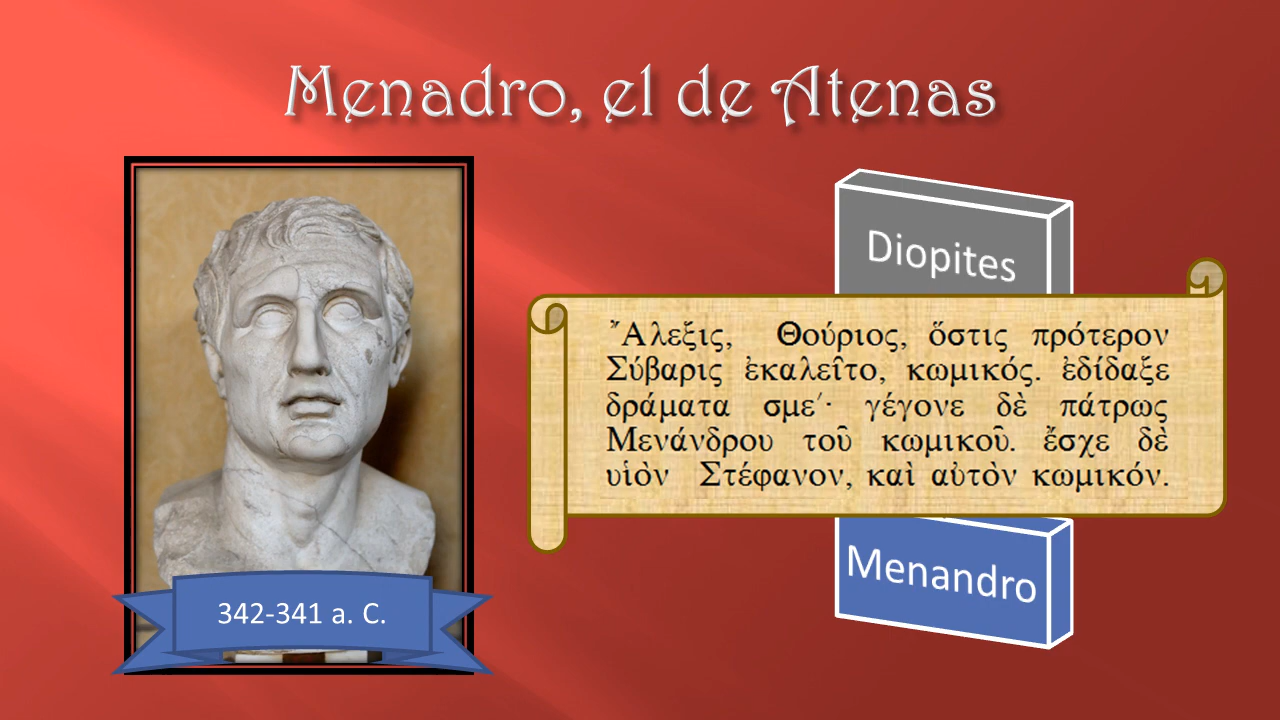 Menadro, el de Atenas
342-341 a. C.
Diopites
Ἄλεξις, Θούριος, ὅστις πρότερον
Σύβαρις ἐκαλεῖτο, κωμικός. ἐδίδαξε
δράματα σμεʹ· γέγονε δὲ πάτρως
Μενάνδρου τοῦ κωμικοῦ. ἔσχε δὲ
υἱὸν Στέφανον, καὶ αὐτὸν κωμικόν.
Menandro